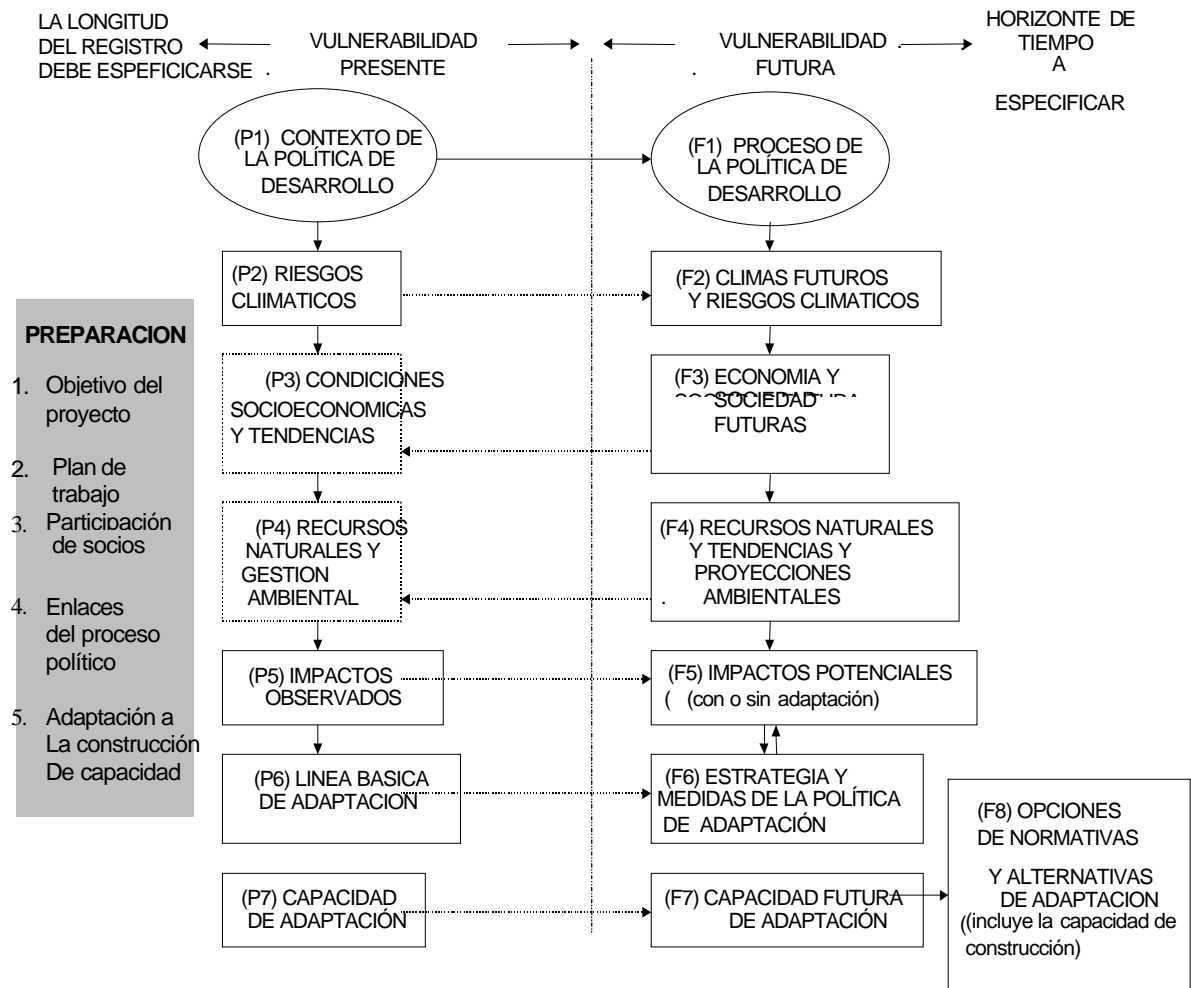 LA LONGITUD
DEL REGISTRO
DEBE ESPEFICICARSE .
VULNERABILIDAD
PRESENTE
VULNERABILIDAD .
. FUTURA
HORIZONTE DE
. TIEMPO
A
ESPECIFICAR
(P1) CONTEXTO DE
LA POLÍTICA DE
DESARROLLO
(F1) PROCESO DE
LA POLÍTICA DE
DESARROLLO
(P2) RIESGOS
CLIIMATICOS
(F2) CLIMAS FUTUROS
Y RIESGOS CLIMATICOS
PREPARACION
1. Objetivo del
proyecto
2. Plan de
trabajo
3. Participación
de socios
4. Enlaces
del proceso
político
5. Adaptación a
La construcción
De capacidad
(P3) CONDICIONES
SOCIOECONOMICAS
Y TENDENCIAS
(F3) ECONOMIA Y
SOCIEDAD
FUTURAS
(P4) RECURSOS
NATURALES Y
GESTION
AMBIENTAL
(F4) RECURSOS NATURALES
Y TENDENCIAS Y
PROYECCIONES
. AMBIENTALES
(P5) IMPACTOS
OBSERVADOS
(F5) IMPACTOS POTENCIALES
( (con o sin adaptación)
(P6) LINEA BASICA
DE ADAPTACION
(F6) ESTRATEGIA Y
MEDIDAS DE LA POLÍTICA
DE ADAPTACIÓN
(P7) CAPACIDAD
DE ADAPTACIÓN
(F7) CAPACIDAD FUTURA
DE ADAPTACIÓN
(F8) OPCIONES
DE NORMATIVAS
Y ALTERNATIVAS
DE ADAPTACION
((incluye la capacidad de
construcción)